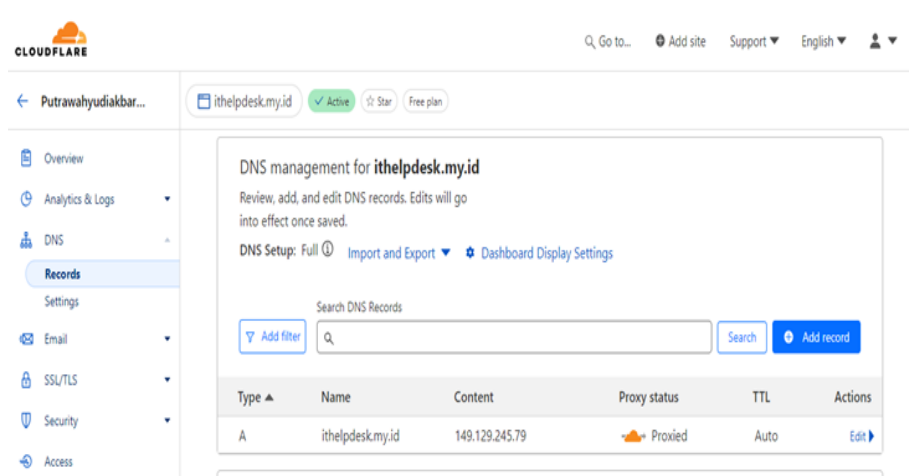 CLOUDFLARE
Go to... Add site Support English
Putrawahyudiakbar... ithelpdesk.my.id Active Star Free plan
Overview
Analytics & Logs
DNS
Records
Settings
Email
SSL/TLS
Security
Access
DNS management for ithelpdesk.my.id
Review, add, and edit DNS records. Edits will go
into effect once saved.
DNS Setup: Full Import and Export Dashboard Display Settings
Search DNS Records
Add filter Search Add record
Type Name Content Proxy status TTL Actions
A ithelpdesk.my.id 149.129.245.79 Proxied Auto Edit